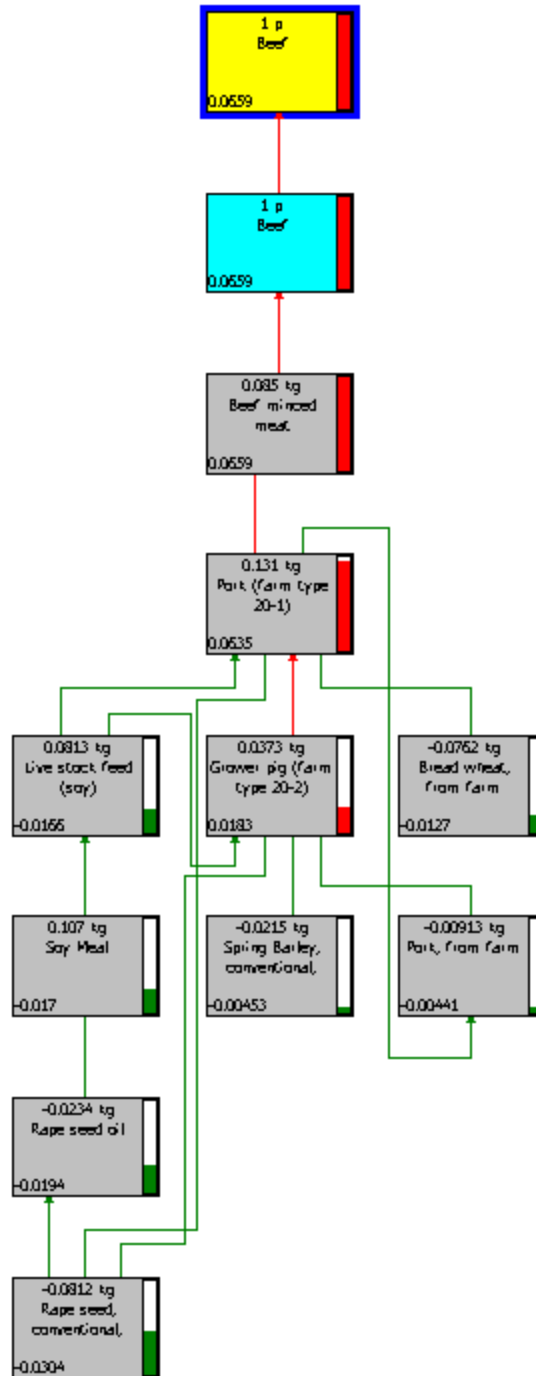 1 p
Beef
0.0659
1 p
Beef
0.0659
0.085 kg
Beef minced
meat
0.0659
0.131 kg
Pork (farm type
20-1)
0.0635
0.0813 kg
Live stock feed
(soy)
-0.0166
0.0373 kg
Grower pig (farm
type 20-2)
0.0183
-0.0762 kg
Bread wheat,
from farm
-0.0127
0.107 kg
Soy Meal
-0.017
-0.0215 kg
Spring Barley,
conventional,
-0.00453
-0.00913 kg
Pork, from farm
-0.00441
-0.0234 kg
Rape seed oil
-0.0194
-0.0812 kg
Rape seed,
conventional,
-0.0304